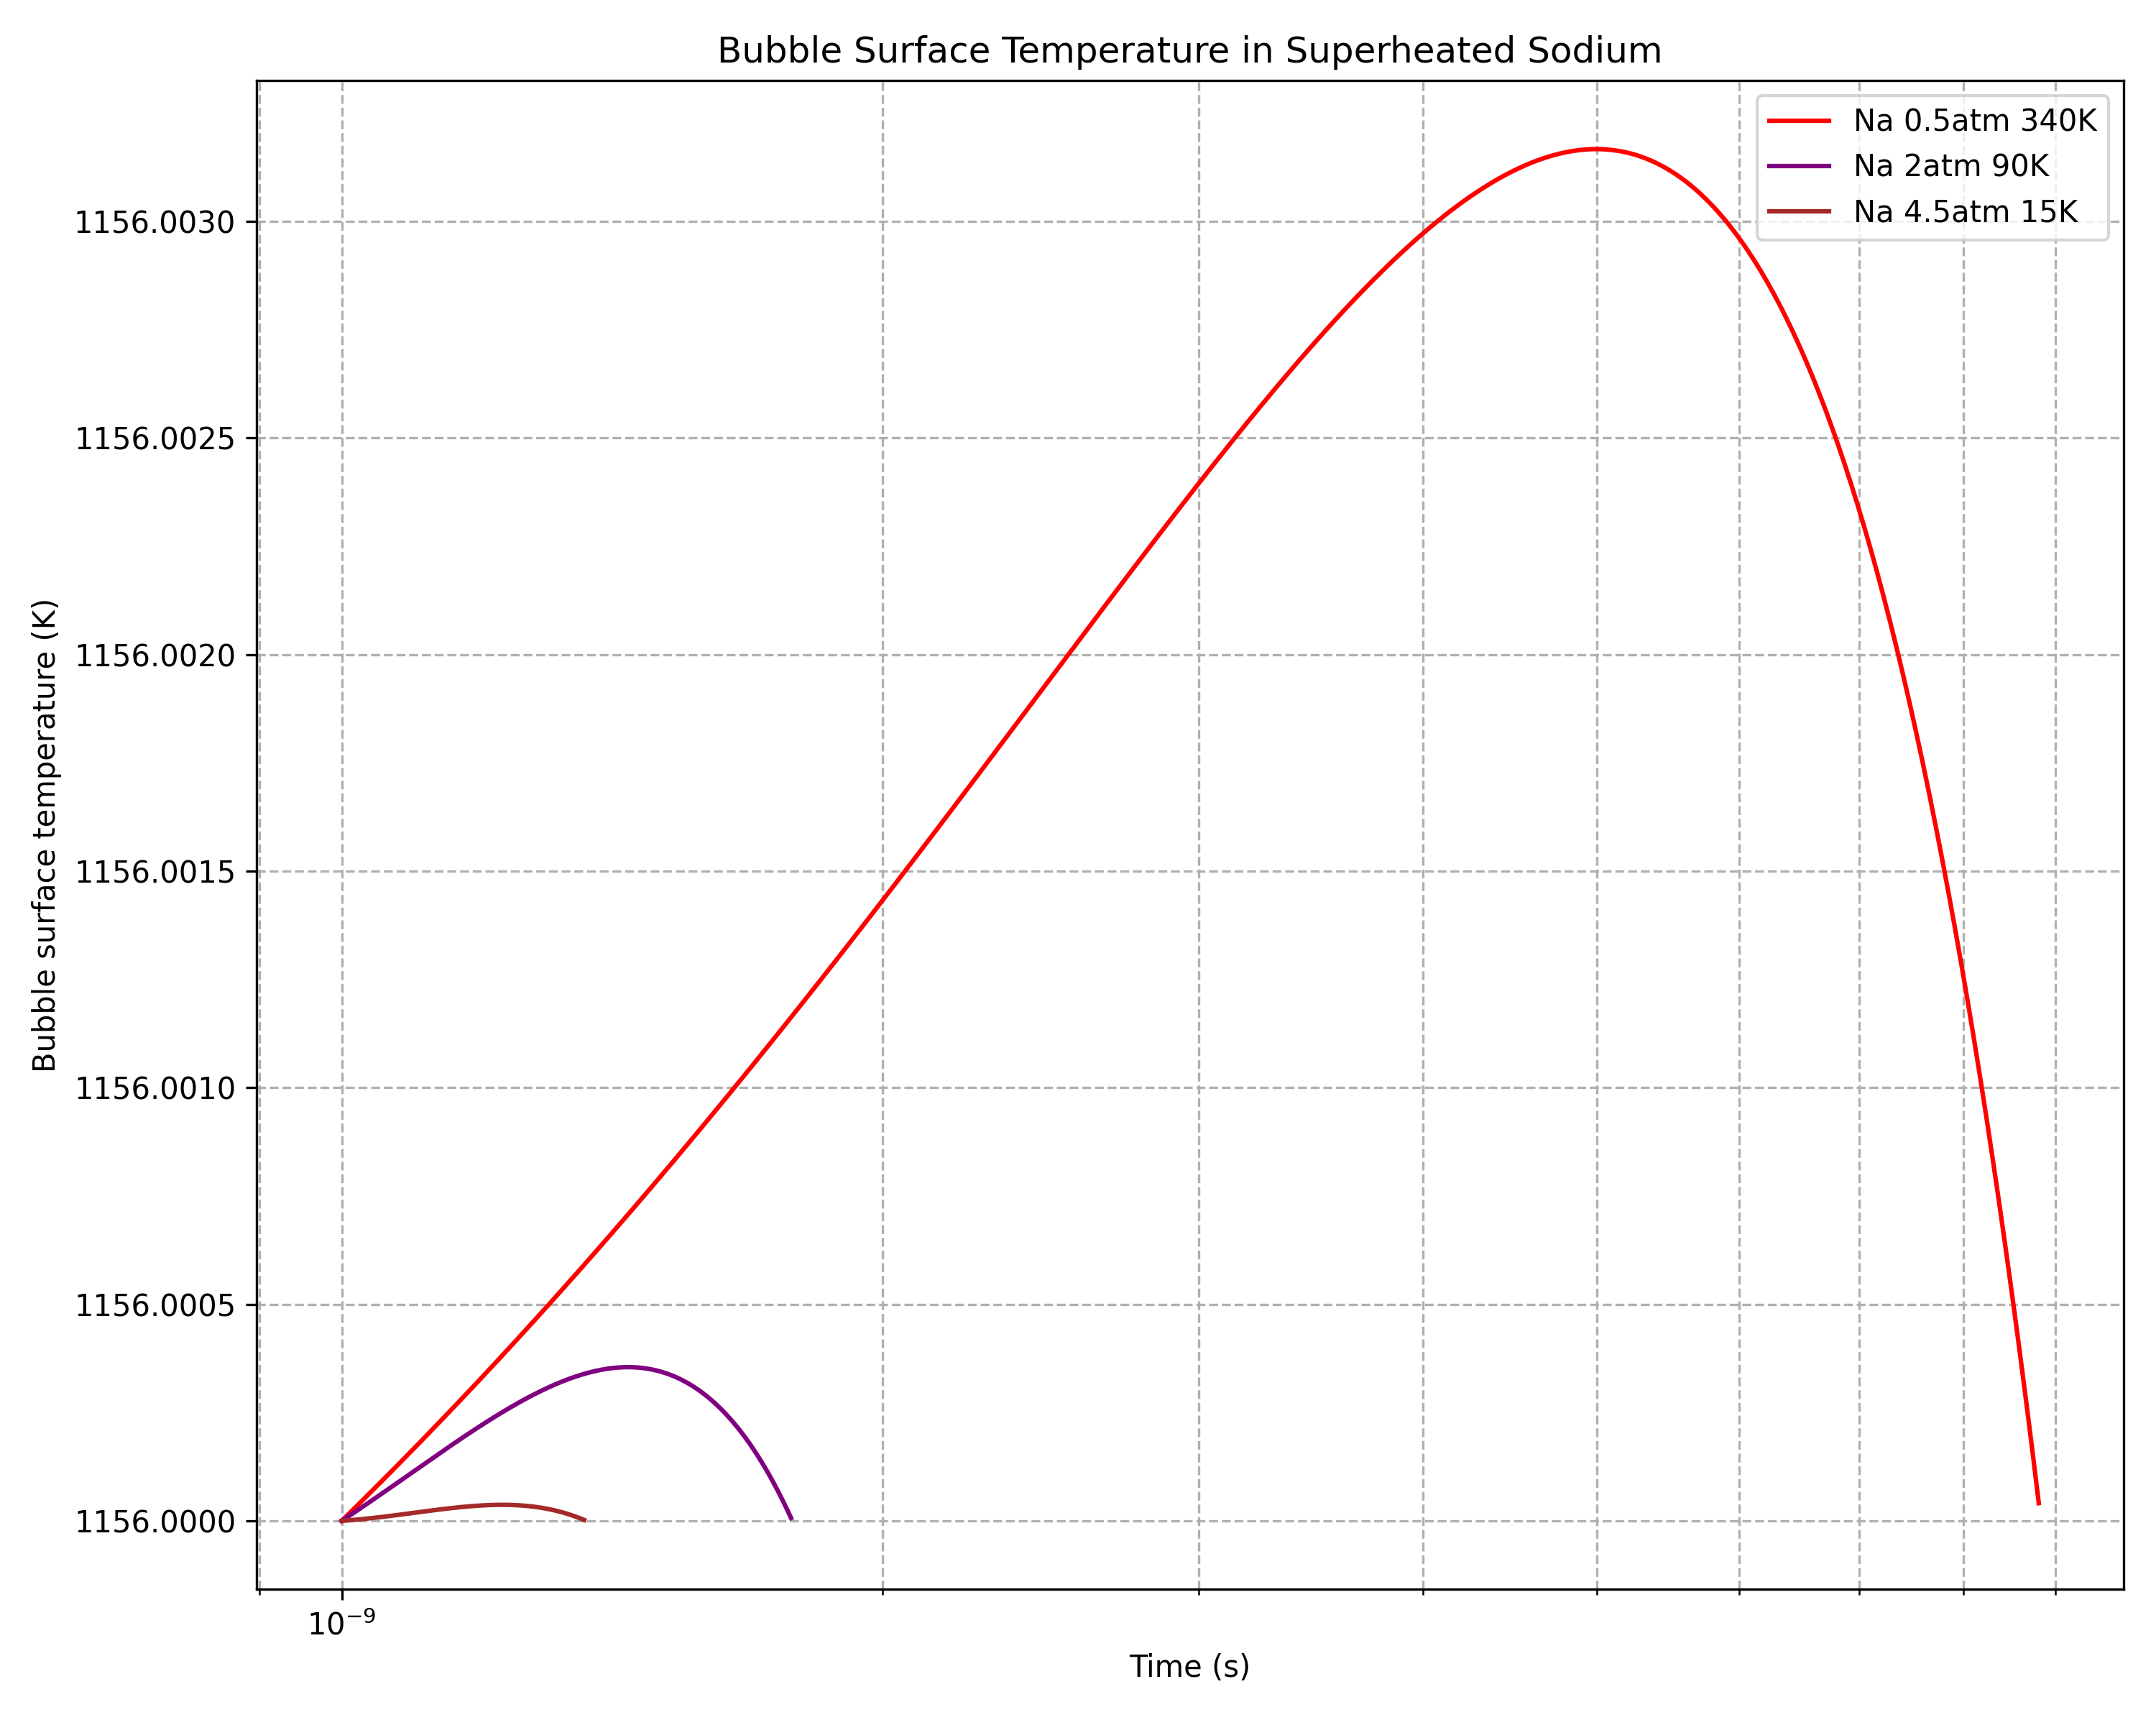 Bubble Surface Temperature in Superheated Sodium
Na 0.5atm 340K
Na 2atm 90K
Na 4.5atm 15K
Bubble surface temperature (K)
1156.0030
1156.0025
1156.0020
1156.0015
1156.0010
1156.0005
1156.0000
10⁻⁹
Time (s)